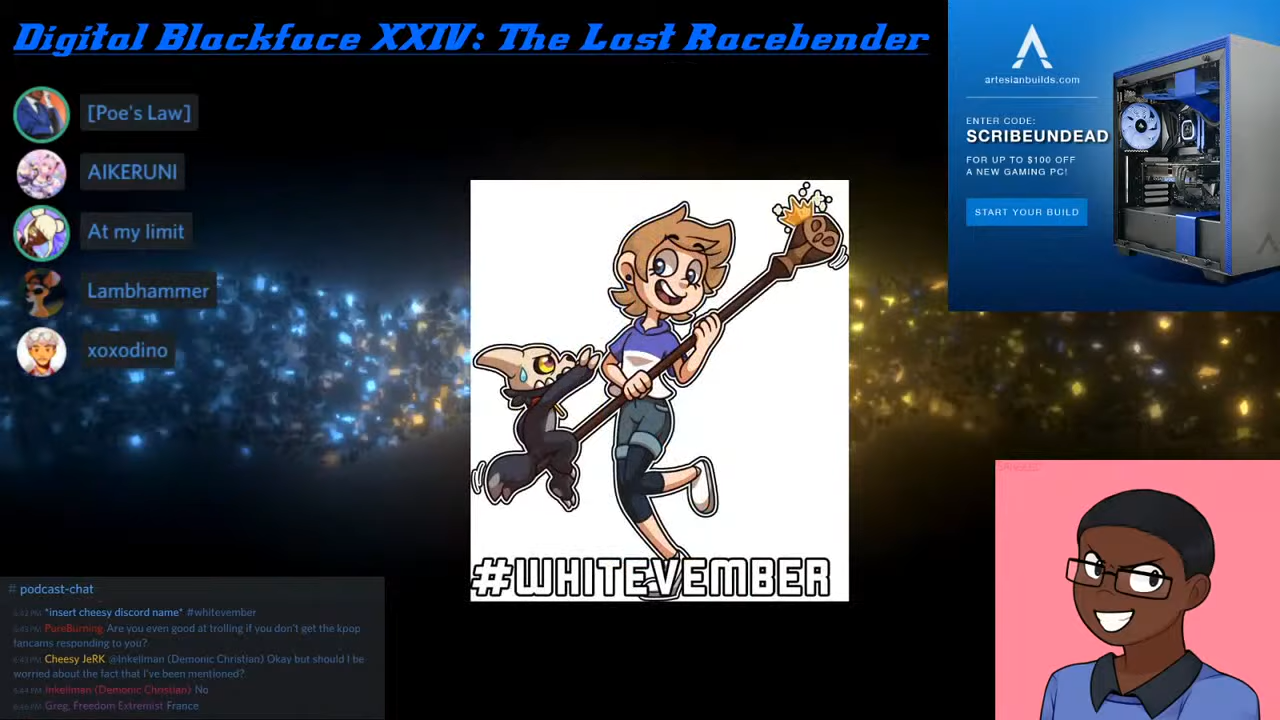 Digital Blackface XXIV: The Last Racebender
[Poe's Law]
AIKERUNI
At my limit
Lambhammer
xoxodino
artesianbuilds.com
ENTER CODE:
SCRIBEUNDEAD
FOR UP TO $100 OFF
A NEW GAMING PC!
START YOUR BUILD
#WHITEVEMBER
# podcast-chat
*insert cheesy discord name* #whitevember
PureBurning Are you even good at trolling if you don't get the kpop
fancams responding to you?
Cheesy JeRK @Inkellman (Demonic Christian) Okay but should I be
worried about the fact that I've been mentioned?
Inkellman (Demonic Christian) No
Greg, Freedom Extremist France